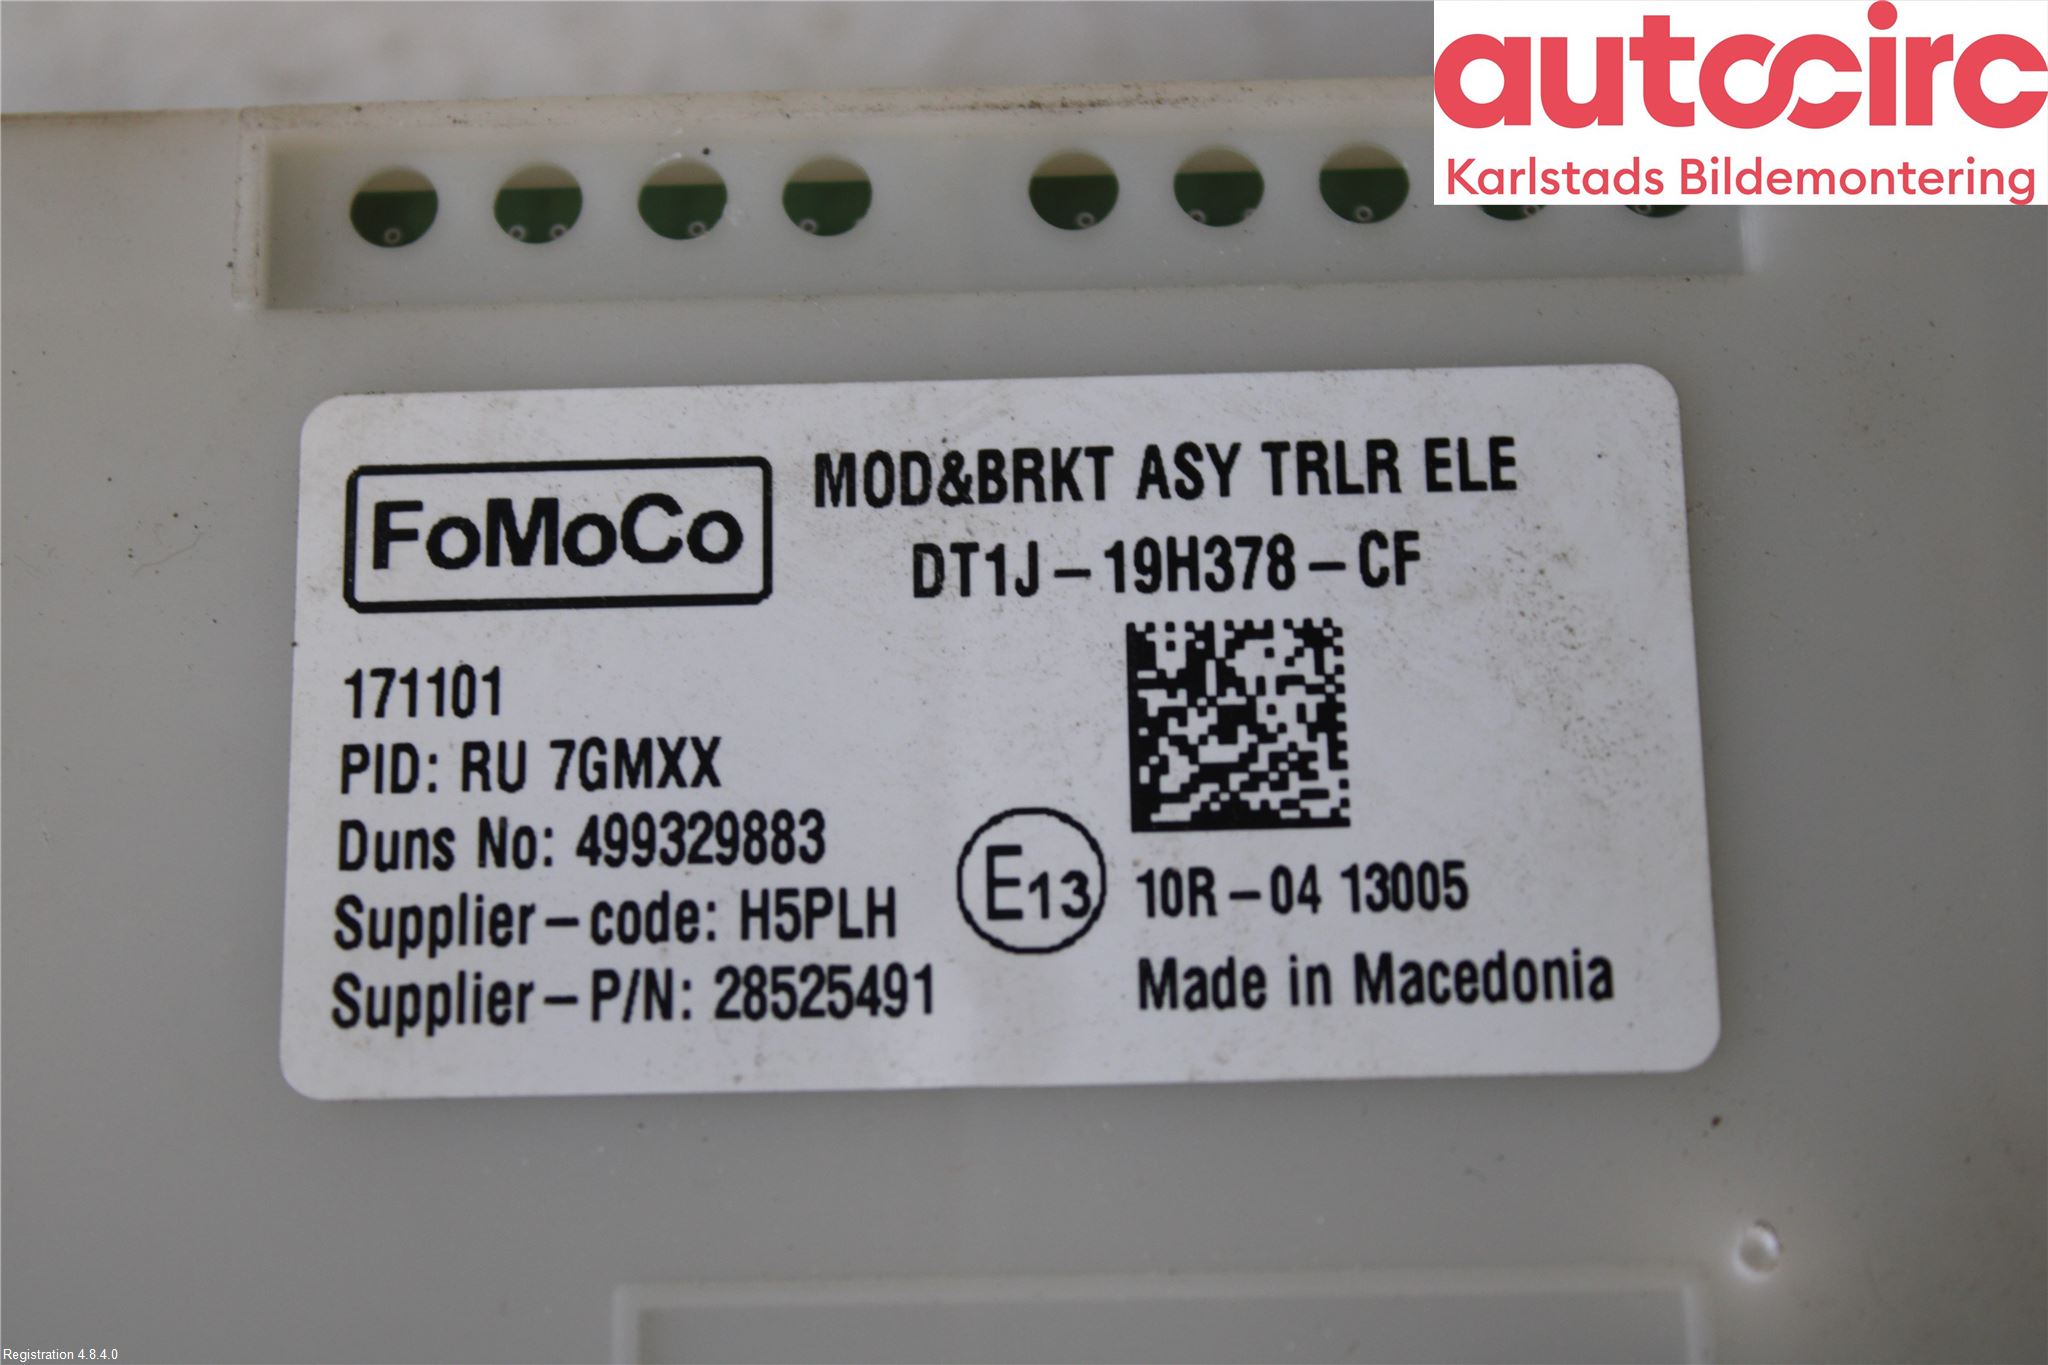 autocirc
Karlstads Bildemontering
FoMoCo
MOD&BRKT ASY TRLR ELE
DT1J-19H378-CF
171101
PID: RU 7GMXX
Duns No: 499329883
Supplier-code: H5PLH
Supplier-P/N: 28525491
E13
10R-04 13005
Made in Macedonia
Registration 4.8.4.0